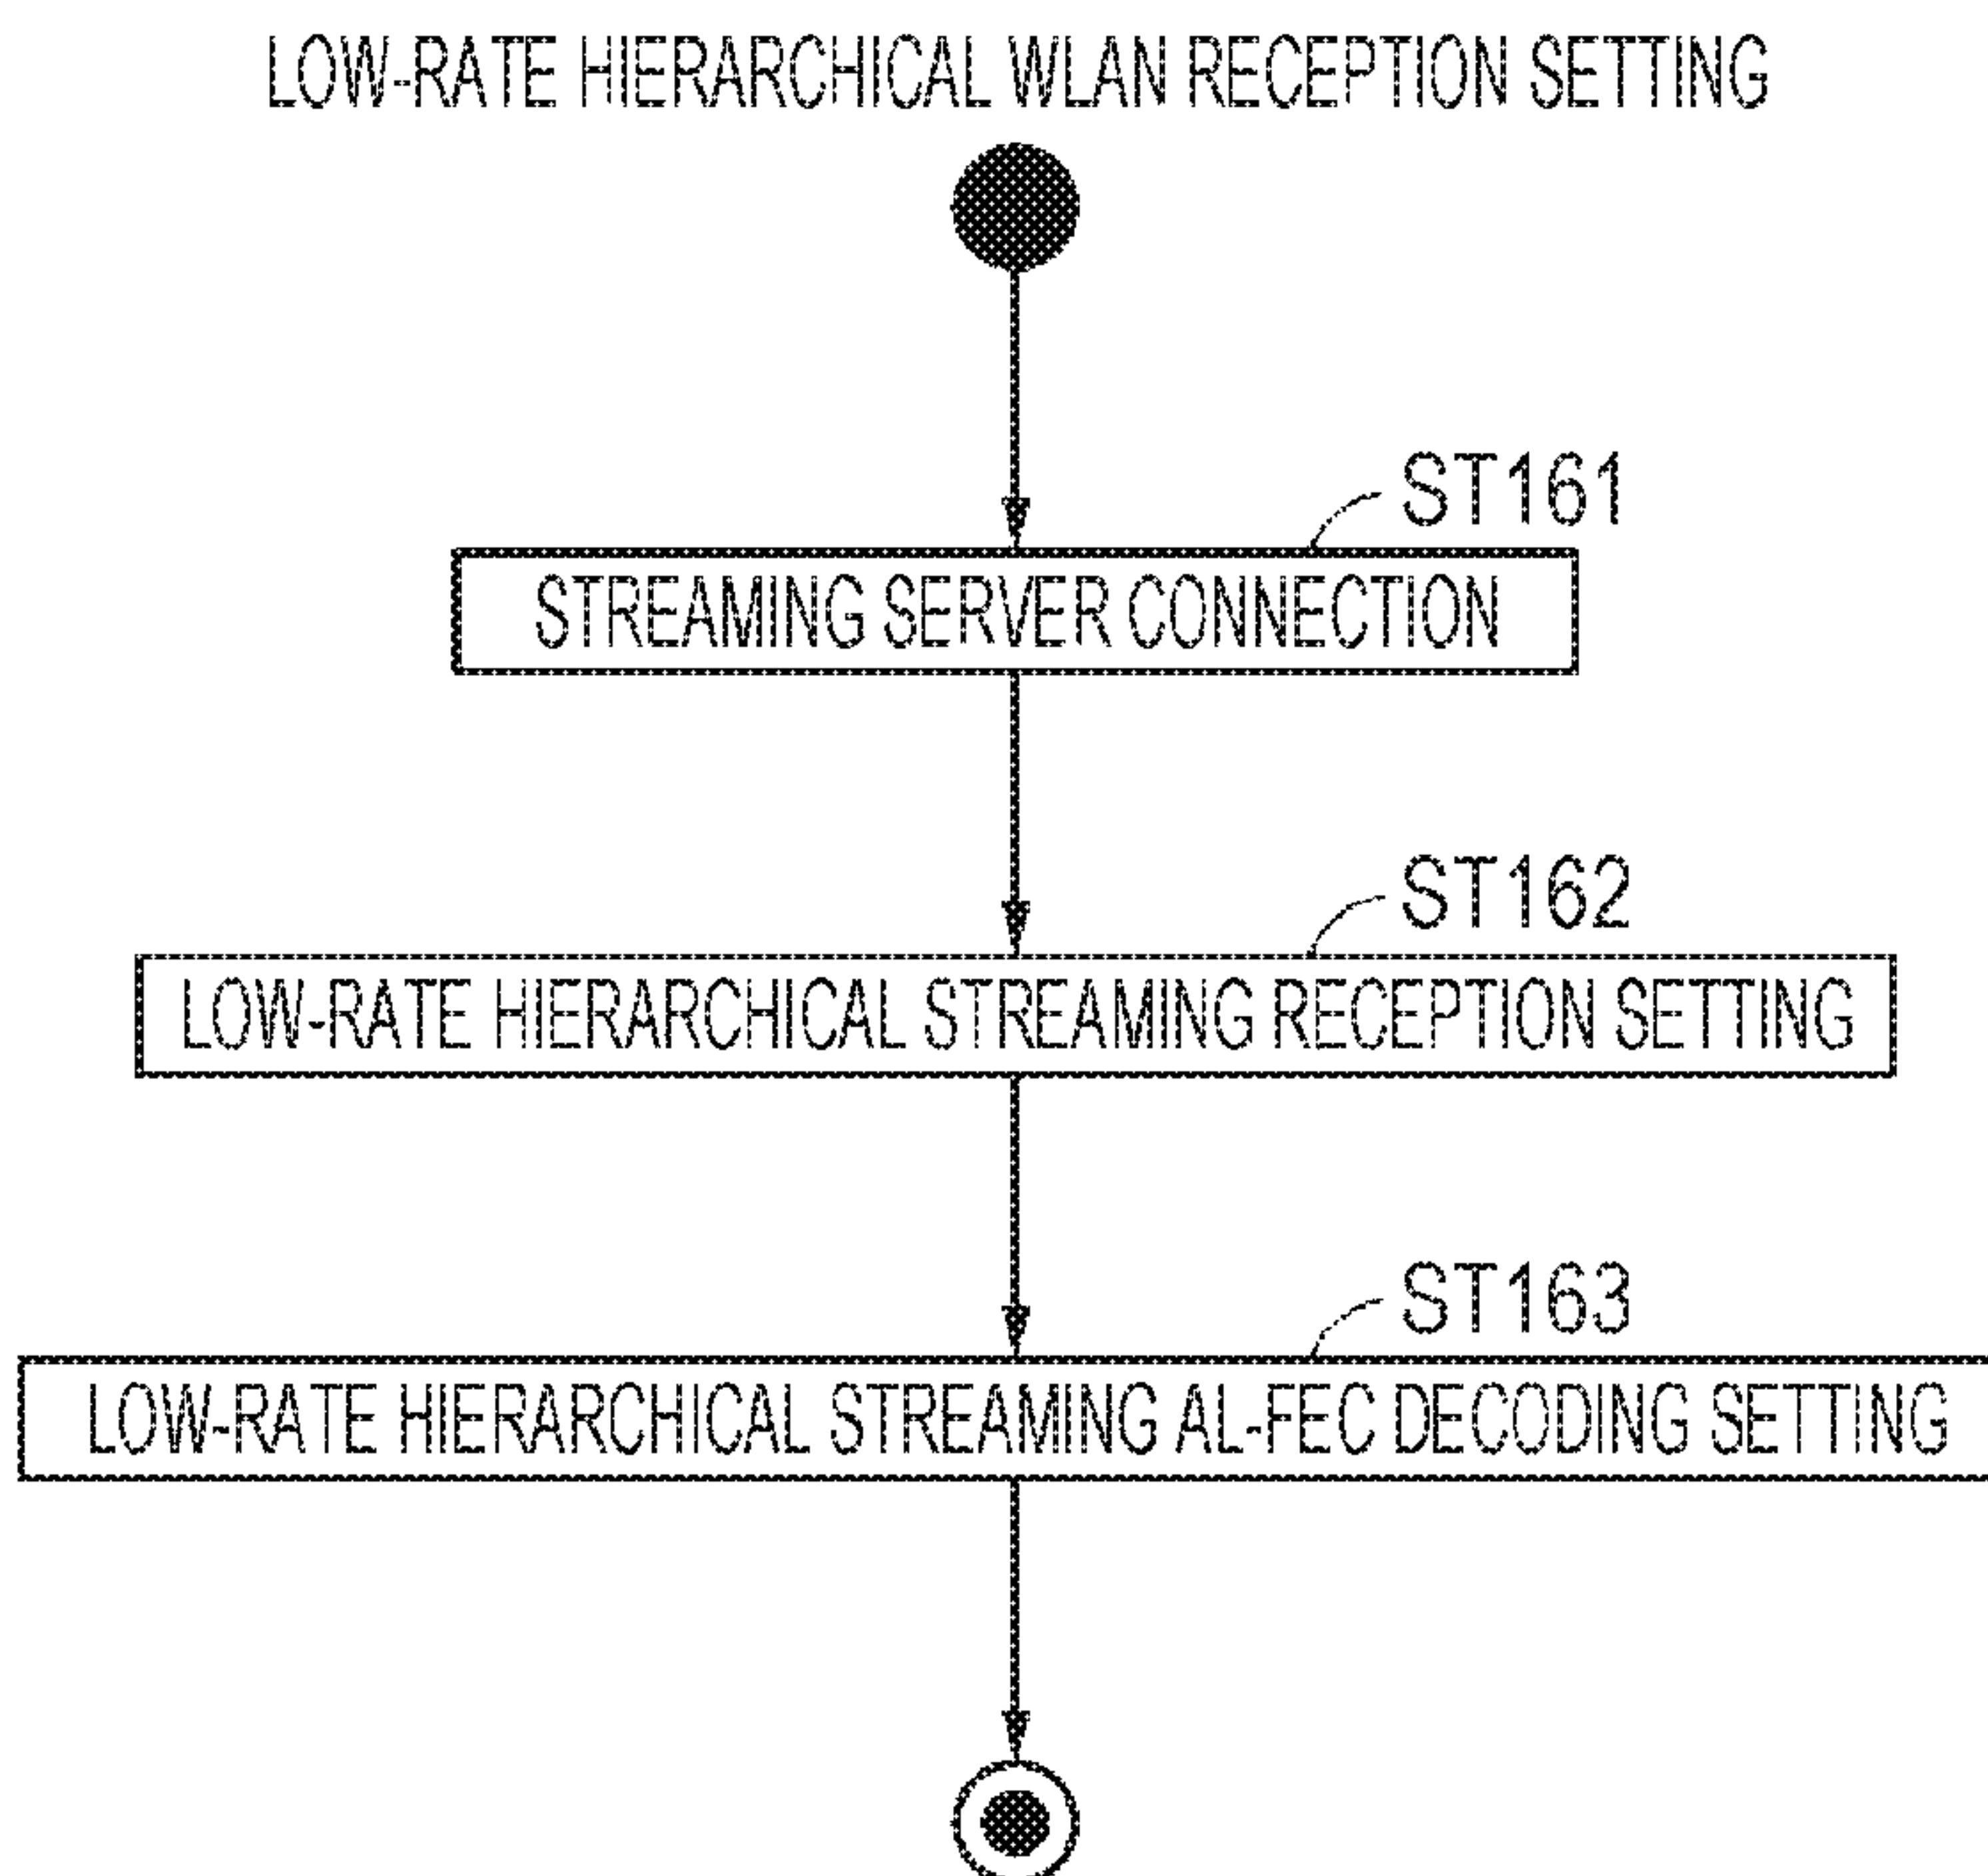 LOW-RATE HIERARCHICAL WLAN RECEPTION SETTING
ST161
STREAMING SERVER CONNECTION
ST162
LOW-RATE HIERARCHICAL STREAMING RECEPTION SETTING
ST163
LOW-RATE HIERARCHICAL STREAMING AL-FEC DECODING SETTING